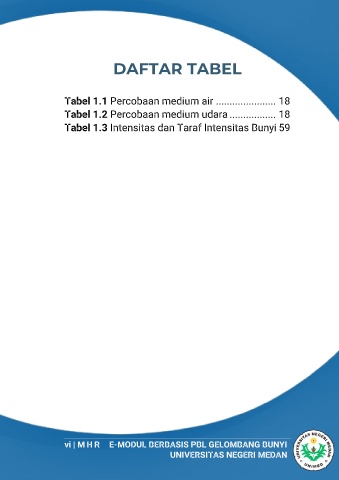 DAFTAR TABEL
Tabel 1.1 Percobaan medium air ...................... 18
Tabel 1.2 Percobaan medium udara ................. 18
Tabel 1.3 Intensitas dan Taraf Intensitas Bunyi 59
vi | M H R E-MODUL BERBASIS PBL GELOMBANG BUNYI
UNIVERSITAS NEGERI MEDAN
UNIVERSITAS NEGERI MEDAN
UNIMED